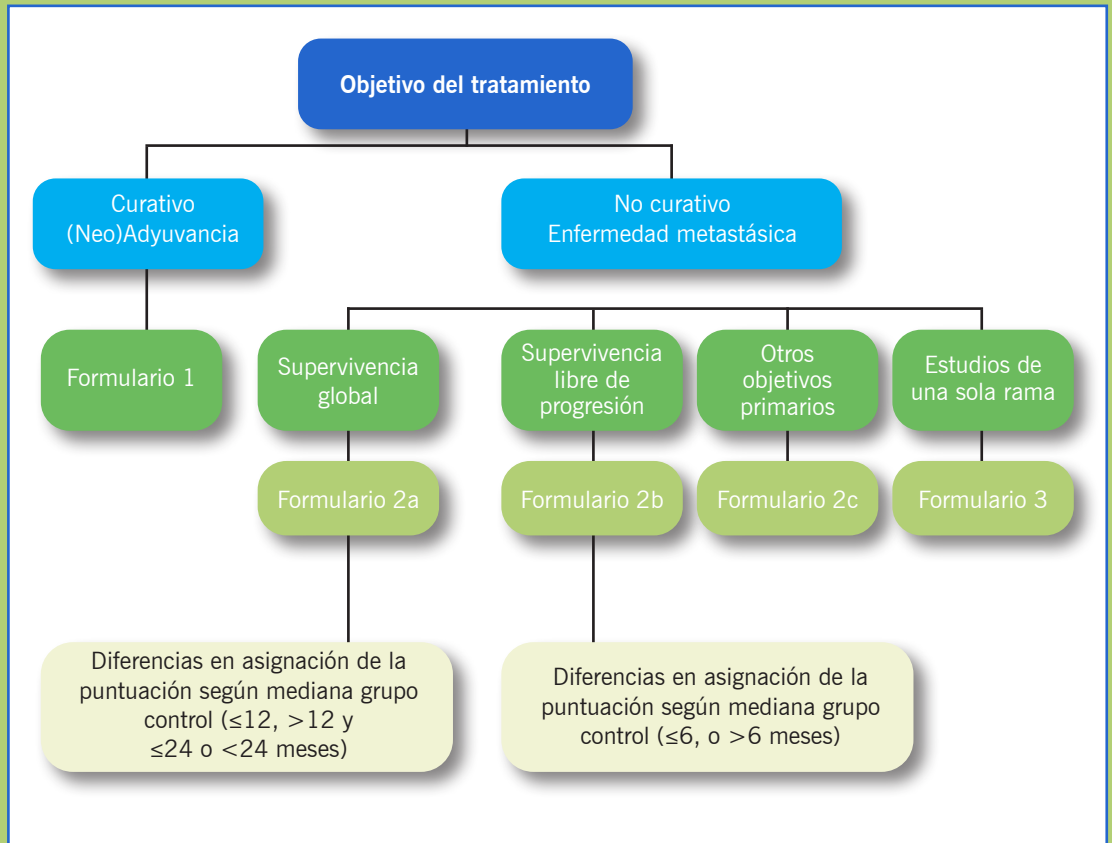 Objetivo del tratamiento
Curativo
(Neo)Adyuvancia
No curativo
Enfermedad metastásica
Formulario 1
Supervivencia
global
Supervivencia
libre de
progresión
Otros
objetivos
primarios
Estudios de
una sola rama
Formulario 2a
Formulario 2b
Formulario 2c
Formulario 3
Diferencias en asignación de la
puntuación según mediana grupo
control (≤12, >12 y
≤24 o <24 meses)
Diferencias en asignación de la
puntuación según mediana grupo
control (≤6, o >6 meses)